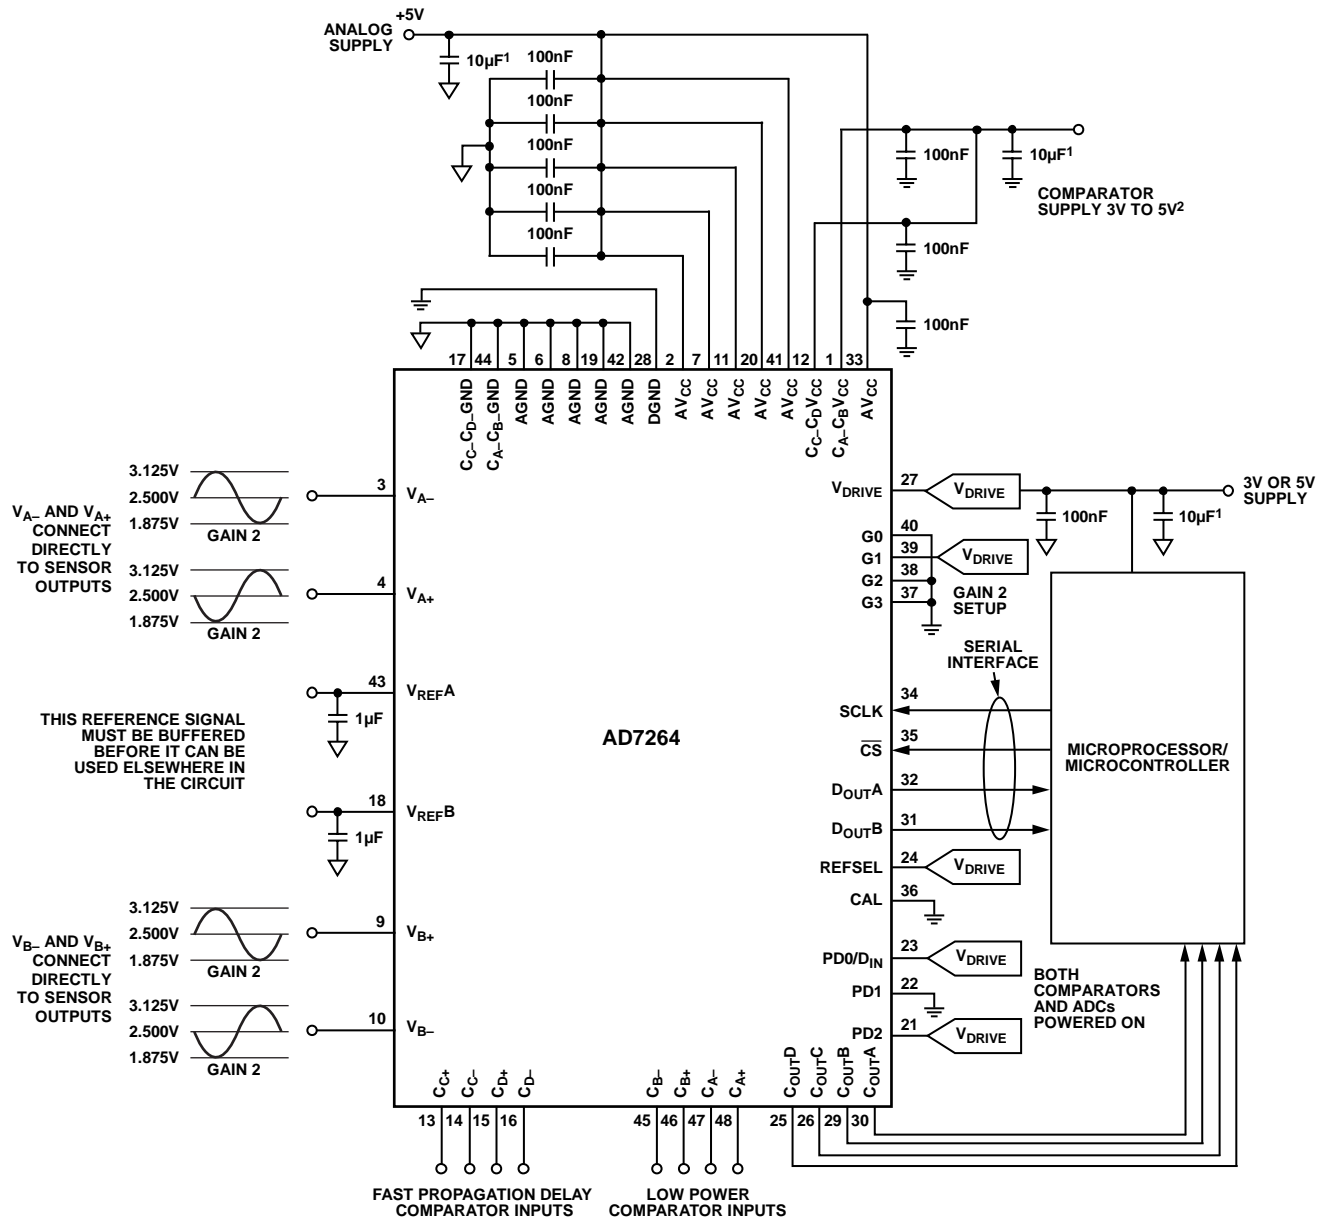 +5V
ANALOG
SUPPLY
10µF1
100nF
100nF
100nF
100nF
100nF
100nF
10µF1
COMPARATOR
SUPPLY 3V TO 5V2
100nF
100nF
17 44 5 6 8 19 42 28 2 7 11 20 41 12 1 33
CC–CD–GND
CA–CB–GND
AGND
AGND
AGND
AGND
AGND
DGND
AVCC
AVCC
AVCC
AVCC
AVCC
CC–CDVCC
CA–CBVCC
AVCC
VA– AND VA+
CONNECT
DIRECTLY
TO SENSOR
OUTPUTS
3.125V
2.500V
1.875V
GAIN 2
3
VA–
3.125V
2.500V
1.875V
GAIN 2
4
VA+
43
VREFA
1µF
THIS REFERENCE SIGNAL
MUST BE BUFFERED
BEFORE IT CAN BE
USED ELSEWHERE IN
THE CIRCUIT
18
VREFB
1µF
VB– AND VB+
CONNECT
DIRECTLY
TO SENSOR
OUTPUTS
3.125V
2.500V
1.875V
GAIN 2
9
VB+
3.125V
2.500V
1.875V
GAIN 2
10
VB–
AD7264
VDRIVE
27
VDRIVE
100nF
10µF1
3V OR 5V
SUPPLY
G0
40
G1
39
VDRIVE
G2
38
G3
37
GAIN 2
SETUP
SERIAL
INTERFACE
SCLK
34
CS
35
DOUTA
32
DOUTB
31
MICROPROCESSOR/
MICROCONTROLLER
REFSEL
24
VDRIVE
CAL
36
PD0/DIN
23
VDRIVE
PD1
22
PD2
21
VDRIVE
BOTH
COMPARATORS
AND ADCs
POWERED ON
CC+
CC–
CD+
CD–
CB–
CB+
CA–
CA+
COUTD
COUTC
COUTB
COUTA
13 14 15 16 45 46 47 48 25 26 29 30
FAST PROPAGATION DELAY
COMPARATOR INPUTS
LOW POWER
COMPARATOR INPUTS